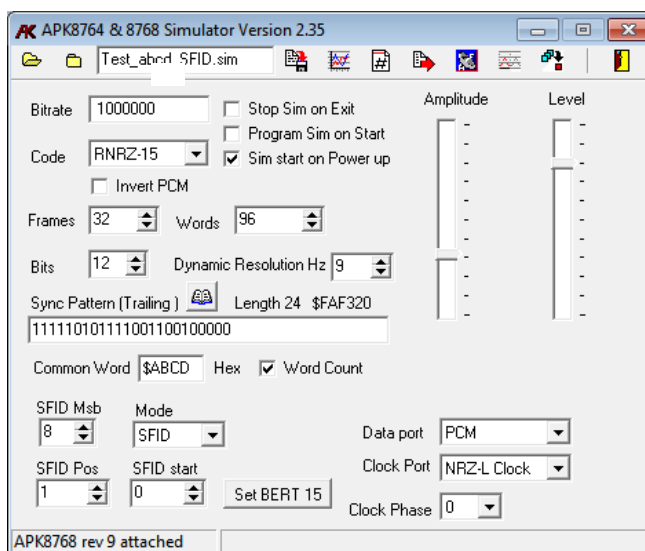 APK8764 & 8768 Simulator Version 2.35
Test_abcd_SFID.sim
Bitrate 1000000
Stop Sim on Exit
Program Sim on Start
Sim start on Power up
Amplitude Level
Code RNRZ-15
Invert PCM
Frames 32 Words 96
Bits 12 Dynamic Resolution Hz 9
Sync Pattern (Trailing ) Length 24 $FAF320
111110101111001100100000
Common Word $ABCD Hex Word Count
SFID Msb Mode
8 SFID
SFID Pos SFID start
1 0 Set BERT 15
Data port PCM
Clock Port NRZ-L Clock
Clock Phase 0
APK8768 rev 9 attached